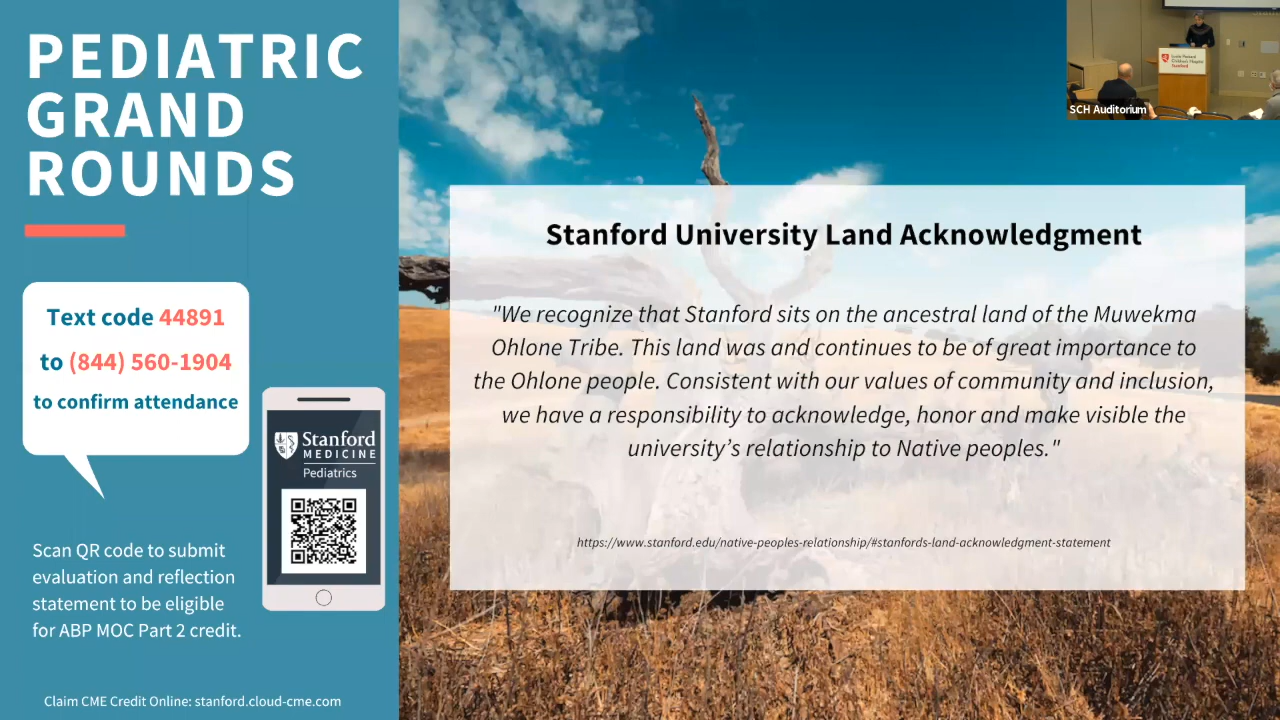 PEDIATRIC
GRAND
ROUNDS
Text code 44891
to (844) 560-1904
to confirm attendance
Stanford
MEDICINE
Pediatrics
Scan QR code to submit
evaluation and reflection
statement to be eligible
for ABP MOC Part 2 credit.
Claim CME Credit Online: stanford.cloud-cme.com
Stanford University Land Acknowledgment
"We recognize that Stanford sits on the ancestral land of the Muwekma
Ohlone Tribe. This land was and continues to be of great importance to
the Ohlone people. Consistent with our values of community and inclusion,
we have a responsibility to acknowledge, honor and make visible the
university’s relationship to Native peoples."
https://www.stanford.edu/native-peoples-relationship/#stanfords-land-acknowledgment-statement
Lucile Packard
Children's Hospital
Stanford
SCH Auditorium